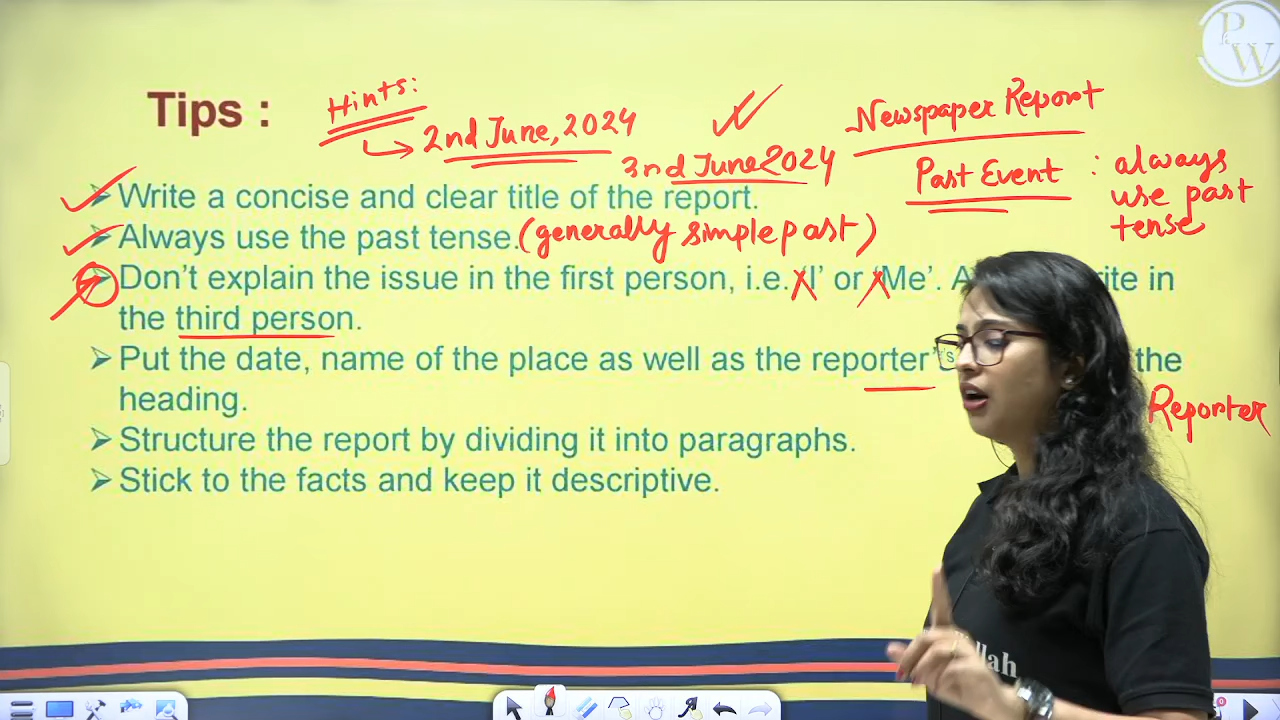 PW
Tips :
Hints:
2nd June, 2024
3nd June 2024
Newspaper Report
Past Event : always
use past
tense
➢ Write a concise and clear title of the report.
➢ Always use the past tense. (generally simple past)
➢ Don't explain the issue in the first person, i.e. 'I' or 'Me'. in
the third person.
➢ Put the date, name of the place as well as the reporter's the
heading.
Reporter
➢ Structure the report by dividing it into paragraphs.
➢ Stick to the facts and keep it descriptive.